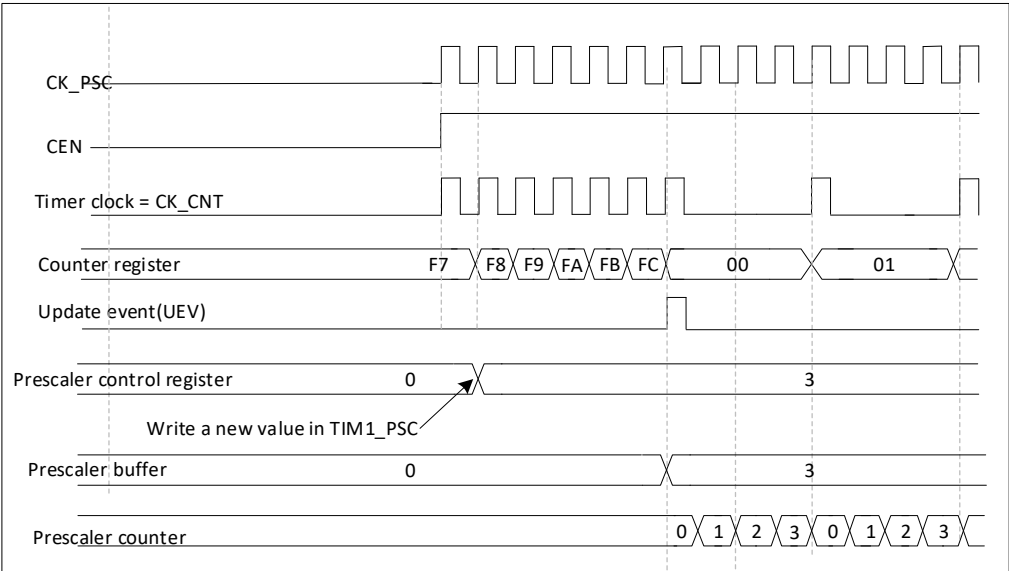 CK_PSC
CEN
Timer clock = CK_CNT
Counter register F7 F8 F9 FA FB FC 00 01
Update event(UEV)
Prescaler control register 0 3
Write a new value in TIM1_PSC
Prescaler buffer 0 3
Prescaler counter 0 1 2 3 0 1 2 3